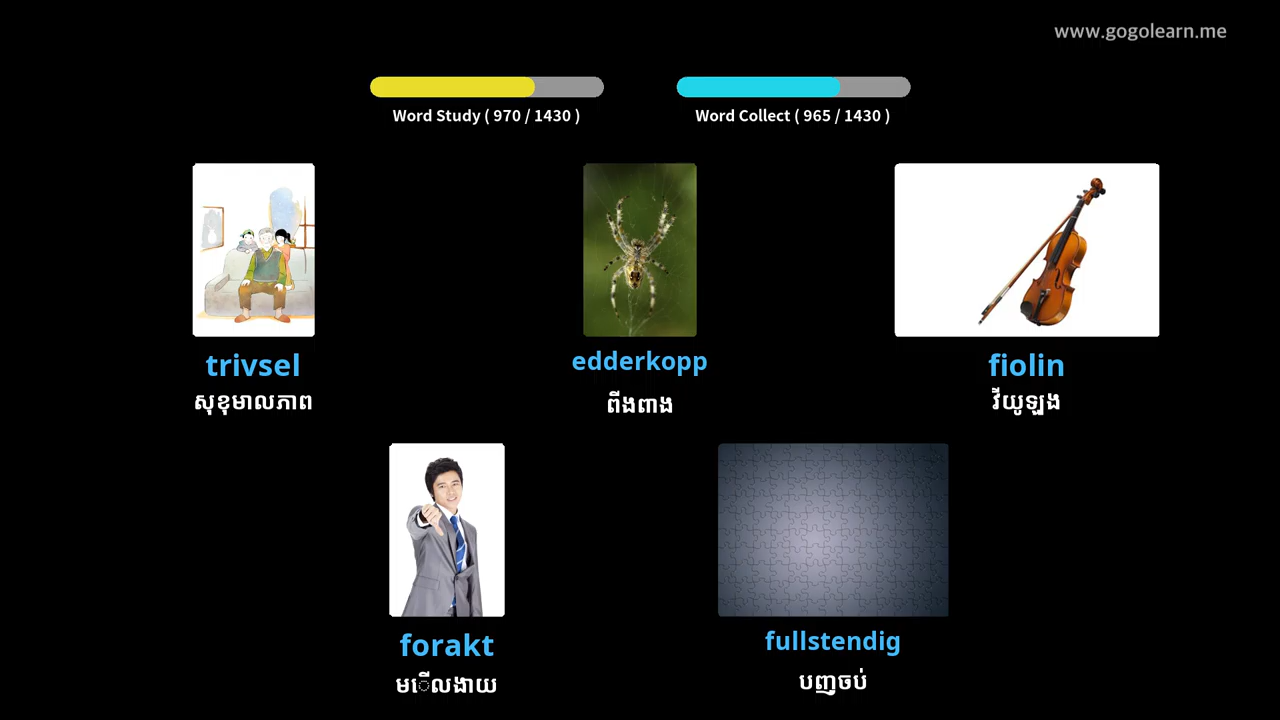 www.gogolearn.me
Word Study ( 970 / 1430 )
Word Collect ( 965 / 1430 )
trivsel
សុខុមាលភាព
edderkopp
ពីងពាង
fiolin
វីយូឡុង
forakt
មើលងាយ
fullstendig
បញ្ចប់